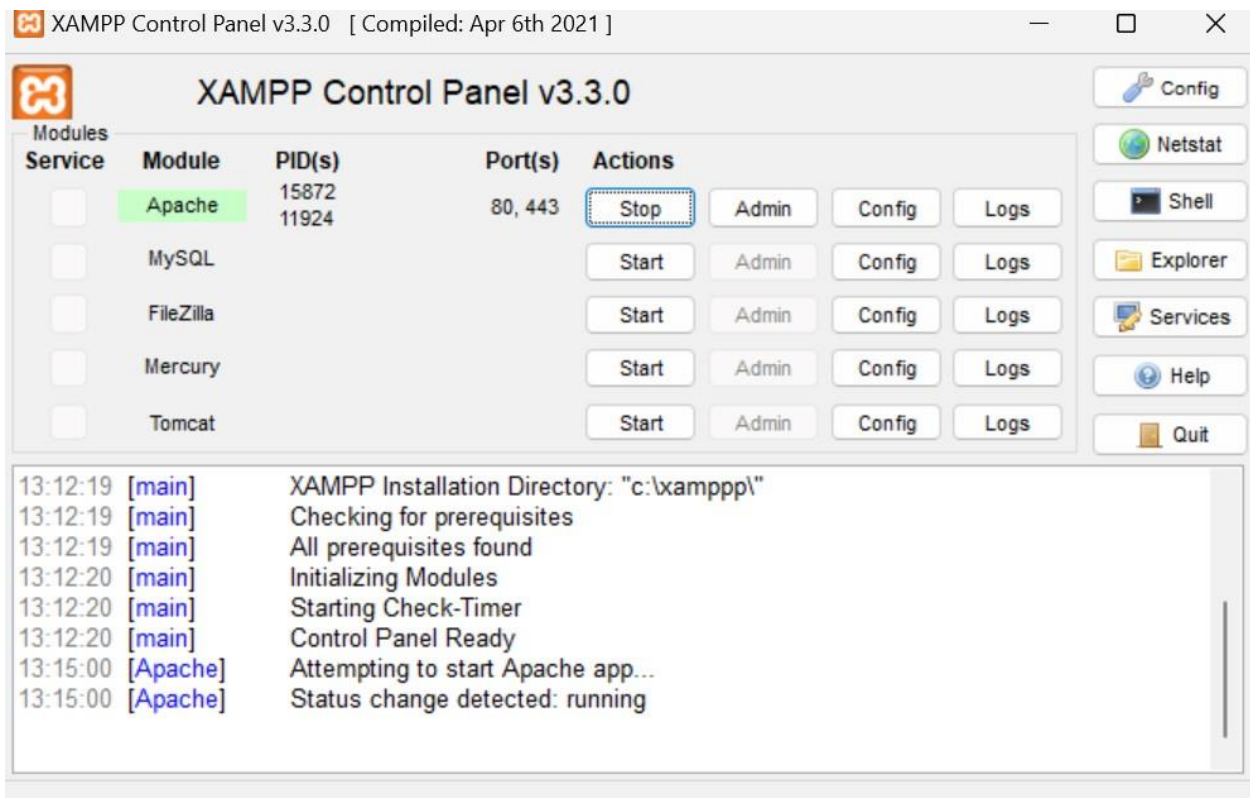 XAMPP Control Panel v3.3.0 [ Compiled: Apr 6th 2021 ]
XAMPP Control Panel v3.3.0
Config
Modules
Service Module PID(s) Port(s) Actions
Netstat
Apache 15872 80, 443 Stop Admin Config Logs
11924
Shell
MySQL Start Admin Config Logs
Explorer
FileZilla Start Admin Config Logs
Services
Mercury Start Admin Config Logs
Help
Tomcat Start Admin Config Logs
Quit
13:12:19 [main] XAMPP Installation Directory: "c:\xamppp\"
13:12:19 [main] Checking for prerequisites
13:12:19 [main] All prerequisites found
13:12:20 [main] Initializing Modules
13:12:20 [main] Starting Check-Timer
13:12:20 [main] Control Panel Ready
13:15:00 [Apache] Attempting to start Apache app...
13:15:00 [Apache] Status change detected: running